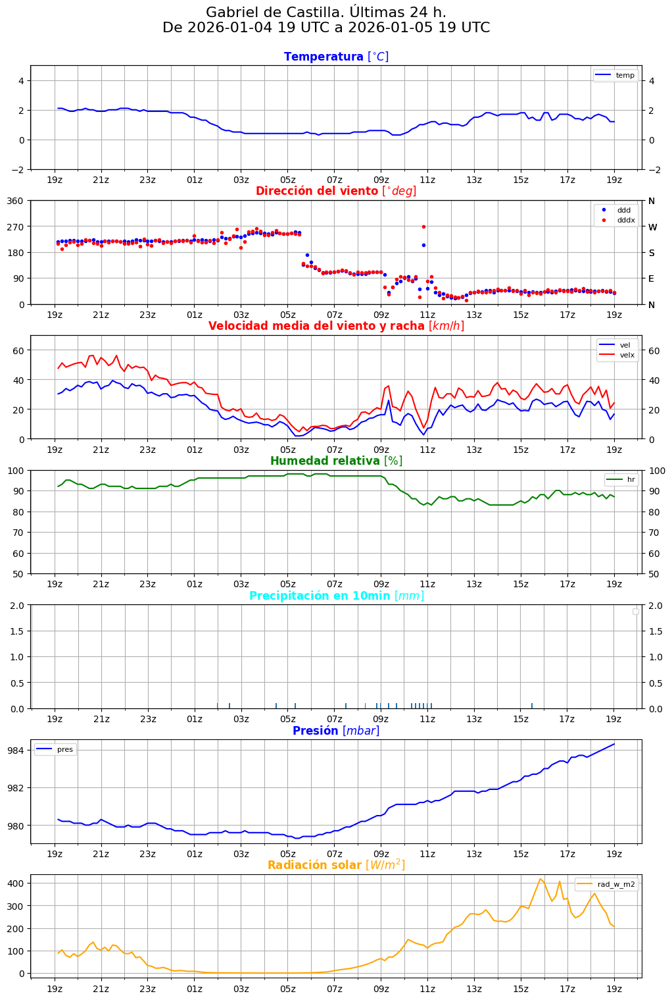 Gabriel de Castilla. Últimas 24 h.
De 2026-01-04 19 UTC a 2026-01-05 19 UTC
Temperatura [°C]
4 4
2 2
0 0
−2 −2
temp
19z 21z 23z 01z 03z 05z 07z 09z 11z 13z 15z 17z 19z
Dirección del viento [°deg]
360 N
270 W
180 S
90 E
0 N
ddd
dddx
19z 21z 23z 01z 03z 05z 07z 09z 11z 13z 15z 17z 19z
Velocidad media del viento y racha [km/h]
60 60
40 40
20 20
0 0
vel
velx
19z 21z 23z 01z 03z 05z 07z 09z 11z 13z 15z 17z 19z
Humedad relativa [%]
100 100
90 90
80 80
70 70
60 60
50 50
hr
19z 21z 23z 01z 03z 05z 07z 09z 11z 13z 15z 17z 19z
Precipitación en 10min [mm]
2.0 2.0
1.5 1.5
1.0 1.0
0.5 0.5
0.0 0.0
19z 21z 23z 01z 03z 05z 07z 09z 11z 13z 15z 17z 19z
Presión [mbar]
984
982
980
pres
19z 21z 23z 01z 03z 05z 07z 09z 11z 13z 15z 17z 19z
Radiación solar [W/m²]
400
300
200
100
0
rad_w_m2
19z 21z 23z 01z 03z 05z 07z 09z 11z 13z 15z 17z 19z